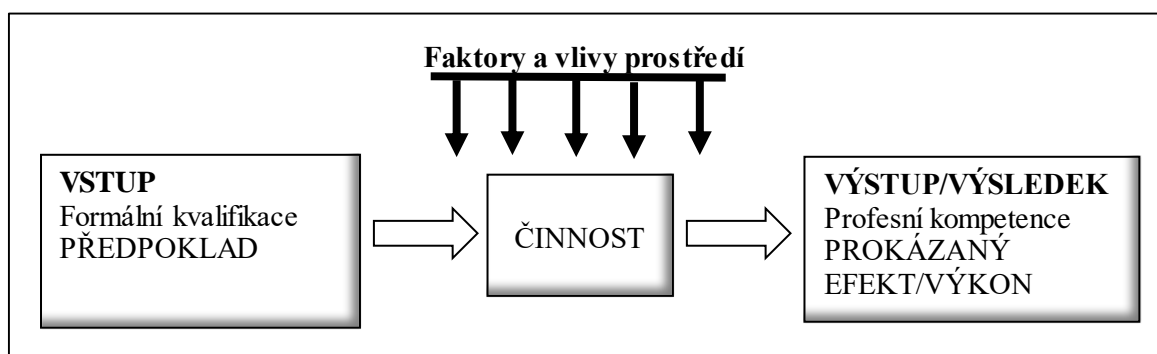 Faktory a vlivy prostředí
VSTUP
Formální kvalifikace
PŘEDPOKLAD
ČINNOST
VÝSTUP/VÝSLEDEK
Profesní kompetence
PROKÁZANÝ
EFEKT/VÝKON